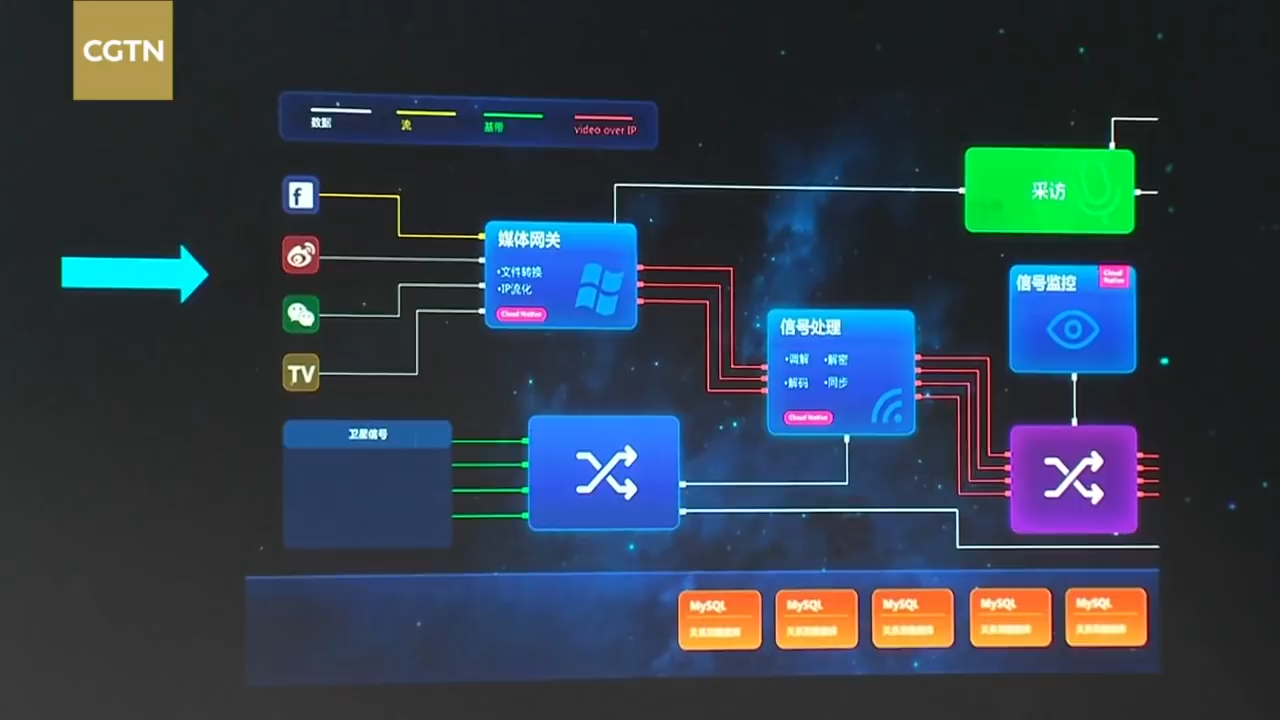 CGTN
数据
流
基带
video over IP
f
采访
媒体网关
•文件转换
•IP流化
Cloud Native
信号监控
Cloud
Native
信号处理
•调解 •解密
•解码 •同步
Cloud Native
TV
卫星信号
MySQL
MySQL
MySQL
MySQL
MySQL